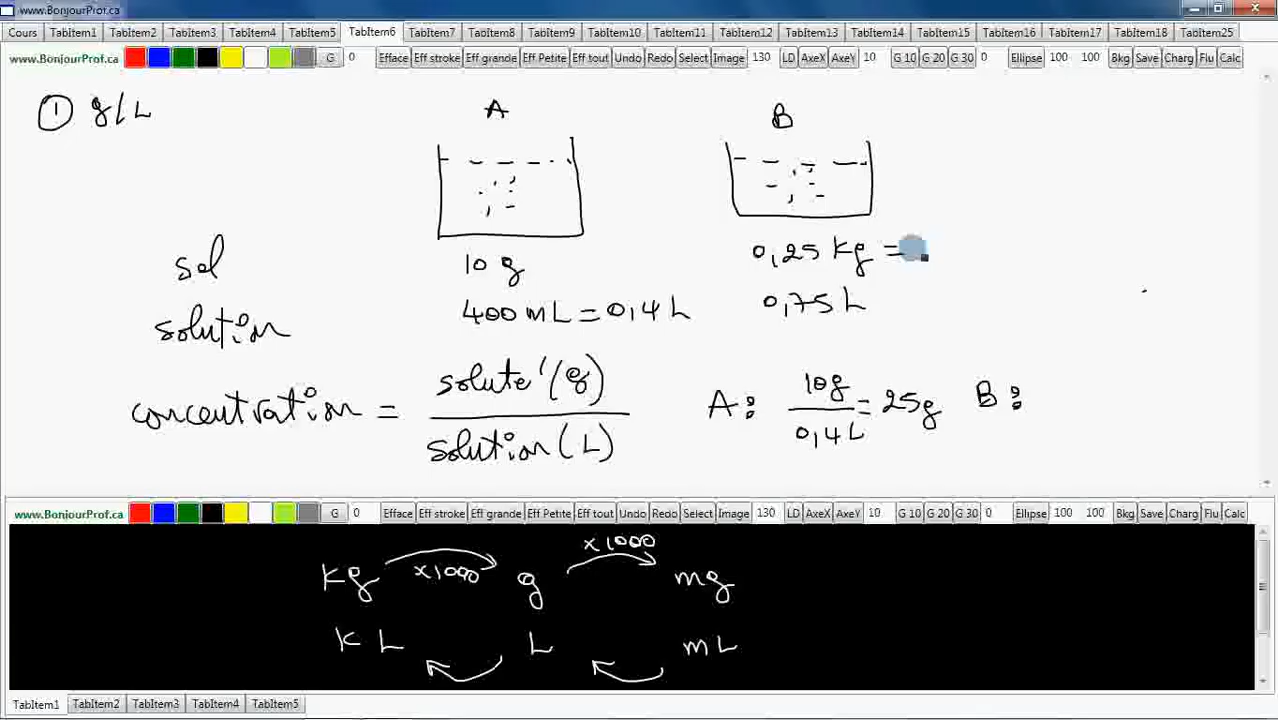 www.BonjourProf.ca
Cours TabItem1 TabItem2 TabItem3 TabItem4 TabItem5 TabItem6 TabItem7 TabItem8 TabItem9 TabItem10 TabItem11 TabItem12 TabItem13 TabItem14 TabItem15 TabItem16 TabItem17 TabItem18 TabItem25
www.BonjourProf.ca G 0 Efface Eff stroke Eff grande Eff Petite Eff tout Undo Redo Select Image 130 LD AxeX AxeY 10 G 10 G 20 G 30 0 Ellipse 100 100 Bkg Save Charg Flu Calc
① g/L A B
sel 10 g 0,25 kg =
solution 400 mL = 0,4 L 0,75 L
concentration = soluté (g) / solution (L) A: 10g / 0,4L = 25g B:
www.BonjourProf.ca G 0 Efface Eff stroke Eff grande Eff Petite Eff tout Undo Redo Select Image 130 LD AxeX AxeY 10 G 10 G 20 G 30 0 Ellipse 100 100 Bkg Save Charg Flu Calc
kg x1000 g x1000 mg
KL L mL
TabItem1 TabItem2 TabItem3 TabItem4 TabItem5